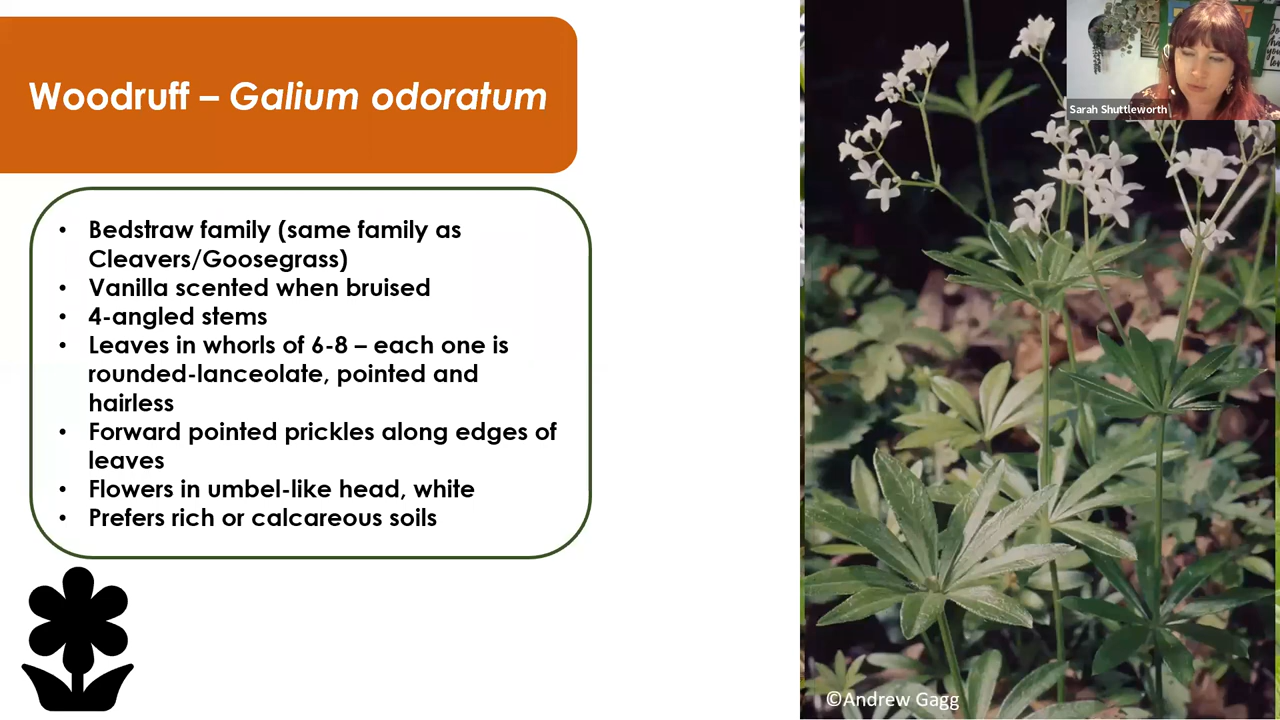 Woodruff – Galium odoratum
• Bedstraw family (same family as
Cleavers/Goosegrass)
• Vanilla scented when bruised
• 4-angled stems
• Leaves in whorls of 6-8 – each one is
rounded-lanceolate, pointed and
hairless
• Forward pointed prickles along edges of
leaves
• Flowers in umbel-like head, white
• Prefers rich or calcareous soils
Sarah Shuttleworth
©Andrew Gagg